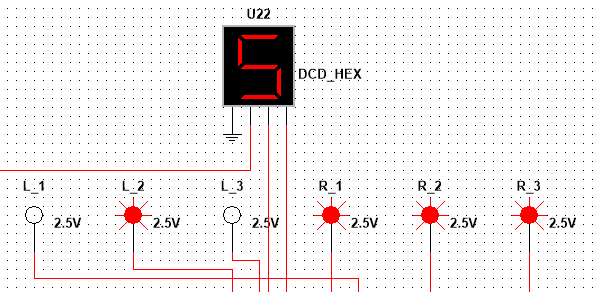 U22
5
DCD_HEX
L_1 L_2 L_3 R_1 R_2 R_3
2.5V 2.5V 2.5V 2.5V 2.5V 2.5V